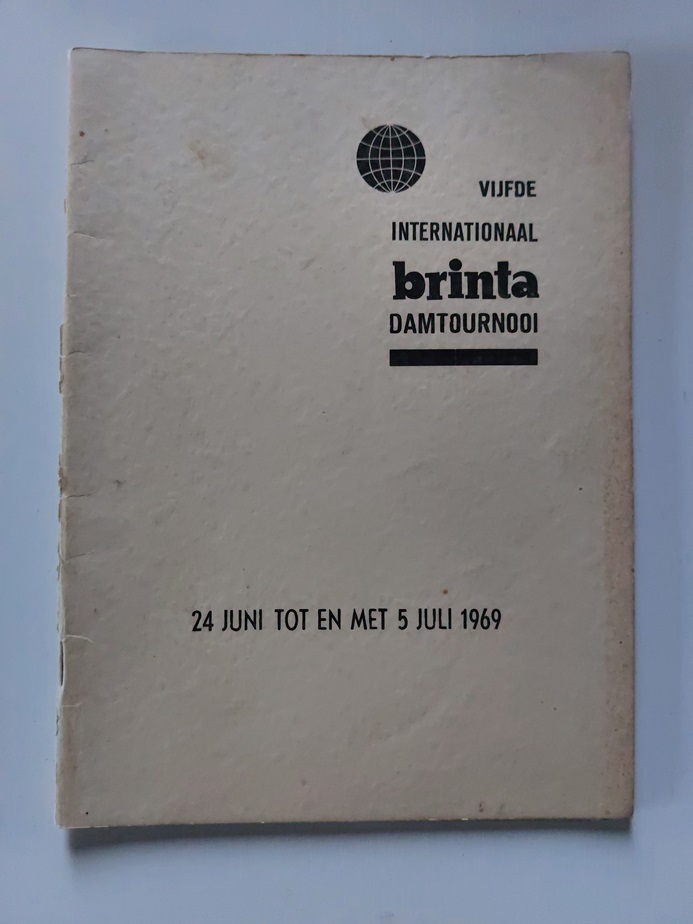 VIJFDE
INTERNATIONAAL
brinta
DAMTOURNOOI
24 JUNI TOT EN MET 5 JULI 1969